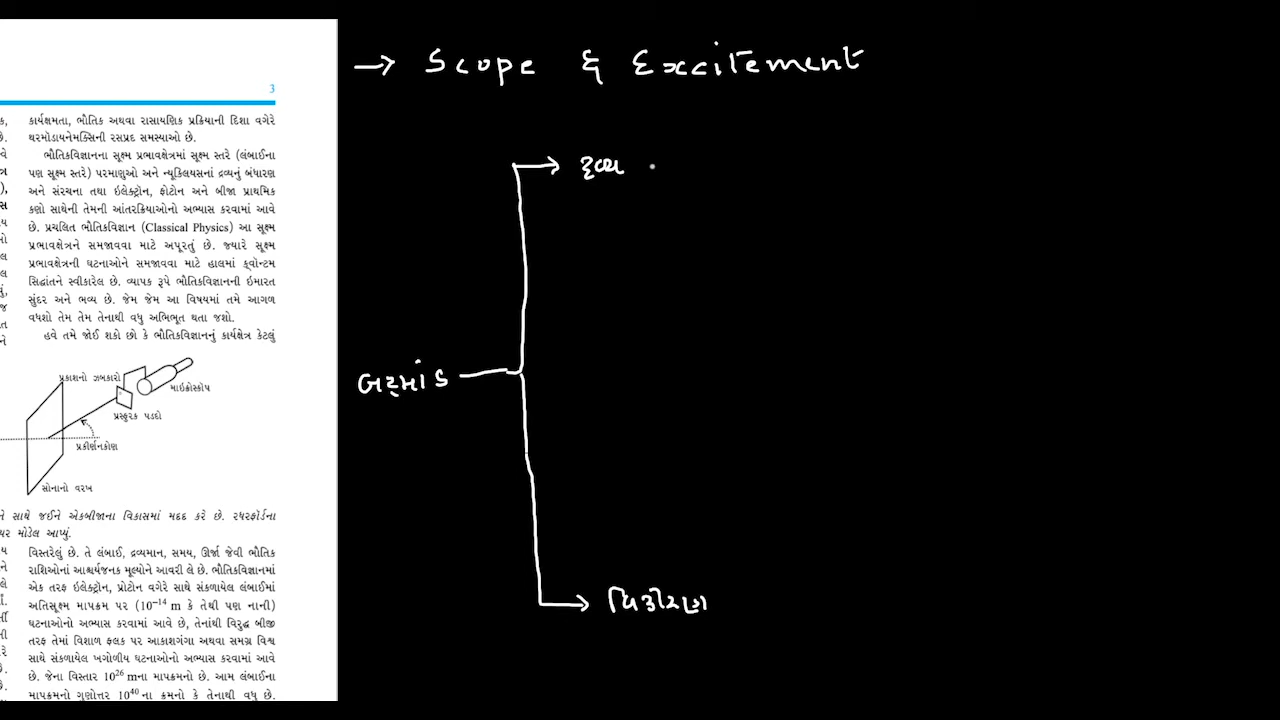 3
કાર્યક્ષમતા, ભૌતિક અથવા રાસાયણિક પ્રક્રિયાની દિશા વગેરે
થરમોડાયનેમિક્સની રસપ્રદ સમસ્યાઓ છે.
ભૌતિકવિજ્ઞાનના સૂક્ષ્મ પ્રભાવક્ષેત્રમાં સૂક્ષ્મ સ્તરે (લંબાઈના
પણ સૂક્ષ્મ સ્તરે) પરમાણુઓ અને ન્યૂક્લિયસનાં દ્રવ્યનું બંધારણ
અને સંરચના તથા ઇલેક્ટ્રોન, ફોટોન અને બીજા પ્રાથમિક
કણો સાથેની તેમની આંતરક્રિયાઓનો અભ્યાસ કરવામાં આવે
છે. પ્રચલિત ભૌતિકવિજ્ઞાન (Classical Physics) આ સૂક્ષ્મ
પ્રભાવક્ષેત્રને સમજાવવા માટે અપૂરતું છે. જ્યારે સૂક્ષ્મ
પ્રભાવક્ષેત્રની ઘટનાઓને સમજાવવા માટે હાલમાં ક્વૉન્ટમ
સિદ્ધાંતને સ્વીકારેલ છે. વ્યાપક રૂપે ભૌતિકવિજ્ઞાનની ઇમારત
સુંદર અને ભવ્ય છે. જેમ જેમ આ વિષયમાં તમે આગળ
વધશો તેમ તેમ તેનાથી વધુ અભિભૂત થતા જશો.
હવે તમે જોઈ શકો છો કે ભૌતિકવિજ્ઞાનનું કાર્યક્ષેત્ર કેટલું
પ્રકાશનો ઝબકારો
માઇક્રોસ્કોપ
પ્રસ્ફુરક પડદો
પ્રકીર્ણનકોણ
સોનાનો વરખ
ને સાથે જઈને એકબીજાના વિકાસમાં મદદ કરે છે. રધરફૉર્ડના
યર મોડેલ આપ્યું.
વિસ્તરેલું છે. તે લંબાઈ, દ્રવ્યમાન, સમય, ઊર્જા જેવી ભૌતિક
રાશિઓનાં આશ્ચર્યજનક મૂલ્યોને આવરી લે છે. ભૌતિકવિજ્ઞાનમાં
એક તરફ ઇલેક્ટ્રોન, પ્રોટોન વગેરે સાથે સંકળાયેલ લંબાઈમાં
અતિસૂક્ષ્મ માપક્રમ પર (10⁻¹⁴ m કે તેથી પણ નાની)
ઘટનાઓનો અભ્યાસ કરવામાં આવે છે, તેનાંથી વિરુદ્ધ બીજી
તરફ તેમાં વિશાળ ફલક પર આકાશગંગા અથવા સમગ્ર વિશ્વ
સાથે સંકળાયેલ ખગોળીય ઘટનાઓનો અભ્યાસ કરવામાં આવે
છે. જેના વિસ્તાર 10²⁶ mના માપક્રમનો છે. આમ લંબાઈના
માપક્રમનો ગુણોત્તર 10⁴⁰ ના ક્રમનો કે તેનાથી વધુ છે.
→ Scope & Excitement
દ્રવ્ય
બ્રહ્માંડ
વિકીરણ